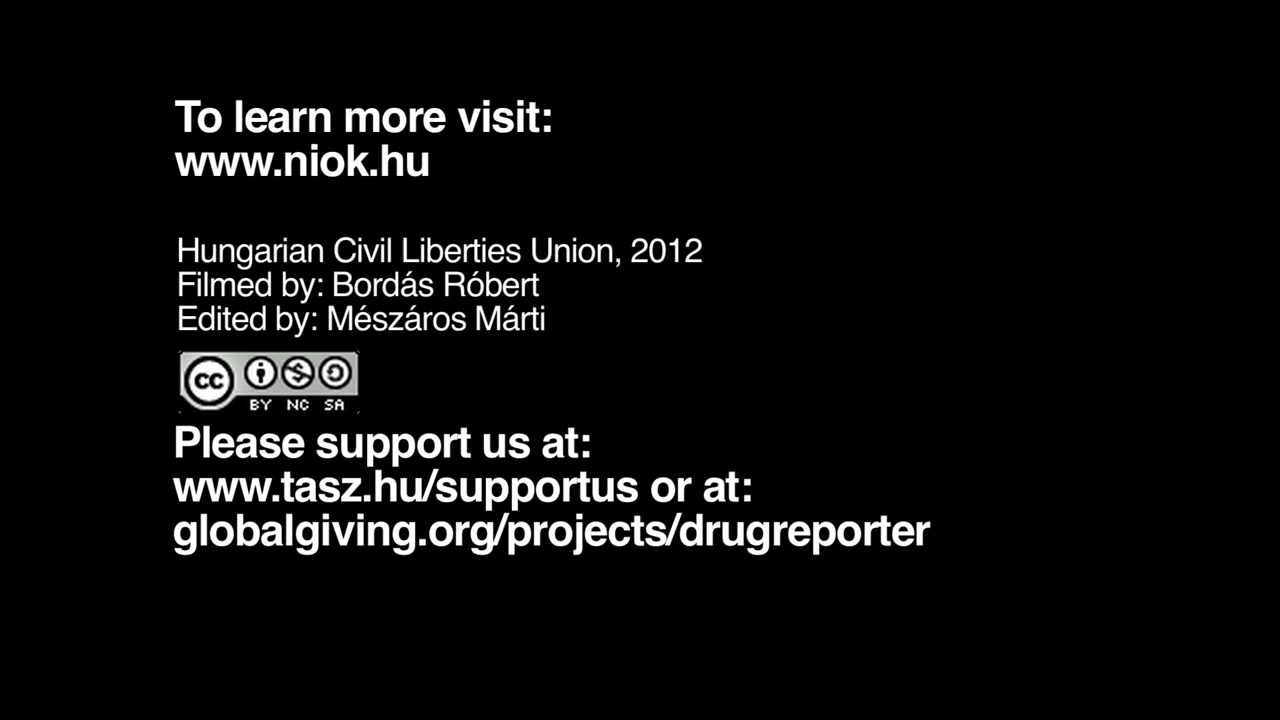 To learn more visit:
www.niok.hu
Hungarian Civil Liberties Union, 2012
Filmed by: Bordás Róbert
Edited by: Mészáros Márti
cc BY NC SA
Please support us at:
www.tasz.hu/supportus or at:
globalgiving.org/projects/drugreporter